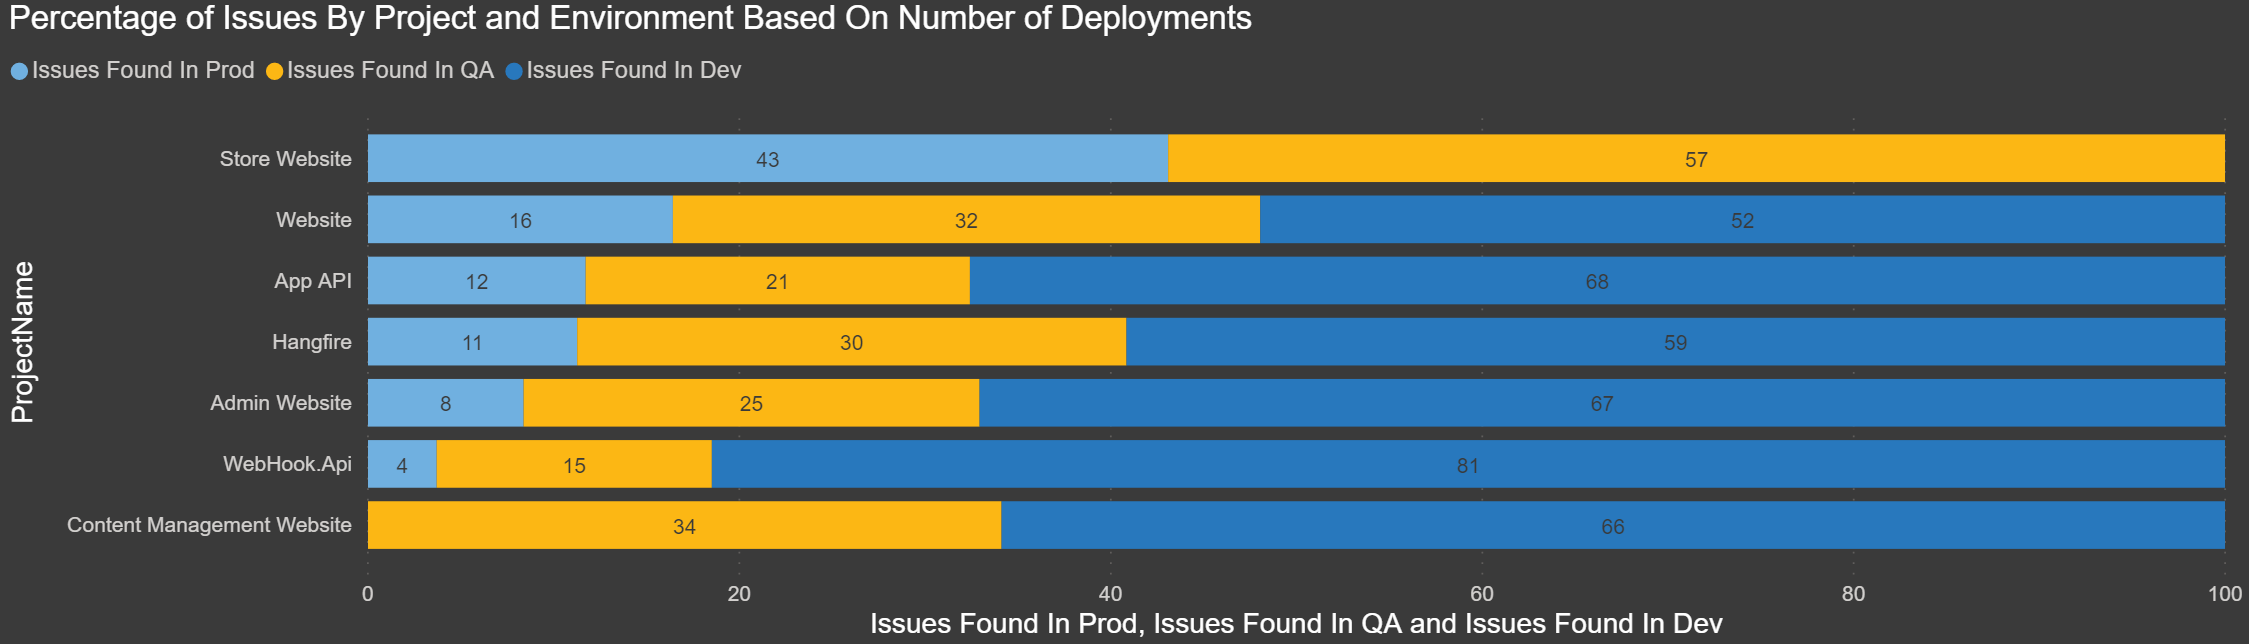 Percentage of Issues By Project and Environment Based On Number of Deployments
Issues Found In Prod Issues Found In QA Issues Found In Dev
ProjectName
Store Website 43 57
Website 16 32 52
App API 12 21 68
Hangfire 11 30 59
Admin Website 8 25 67
WebHook.Api 4 15 81
Content Management Website 34 66
0 20 40 60 80 100
Issues Found In Prod, Issues Found In QA and Issues Found In Dev